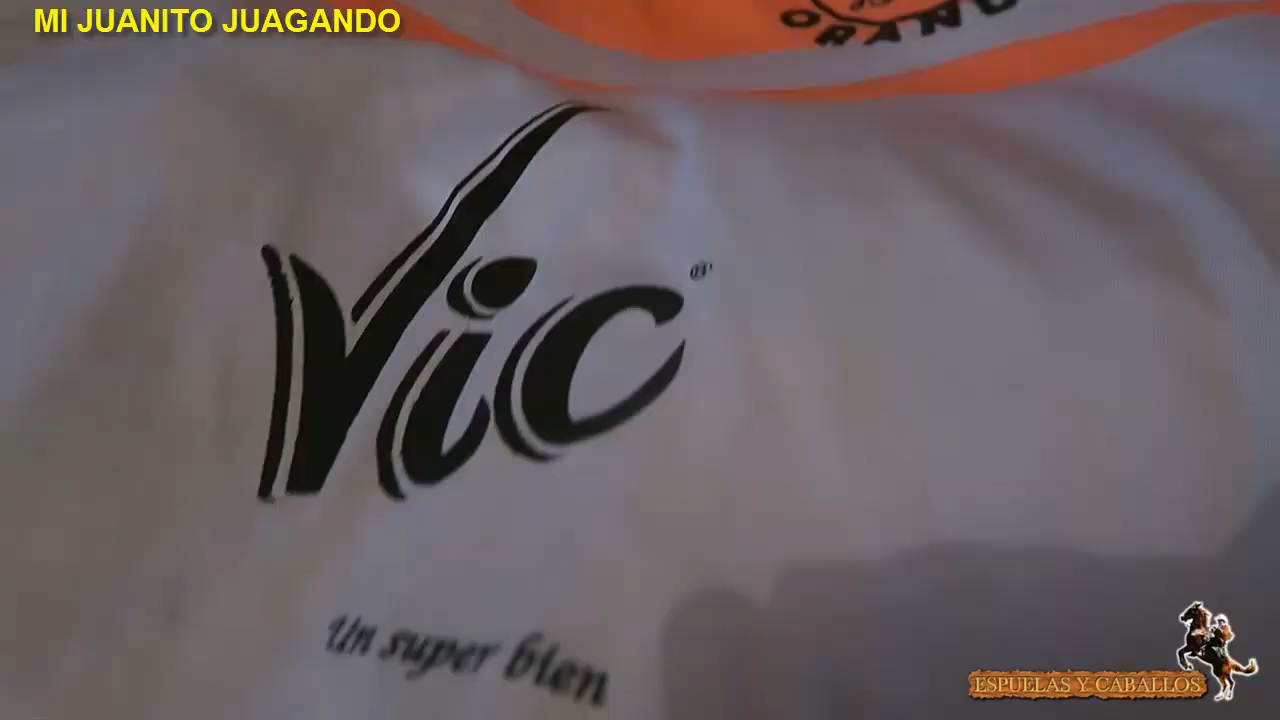 MI JUANITO JUAGANDO
Vic
Un super bien
ESPUELAS Y CABALLOS